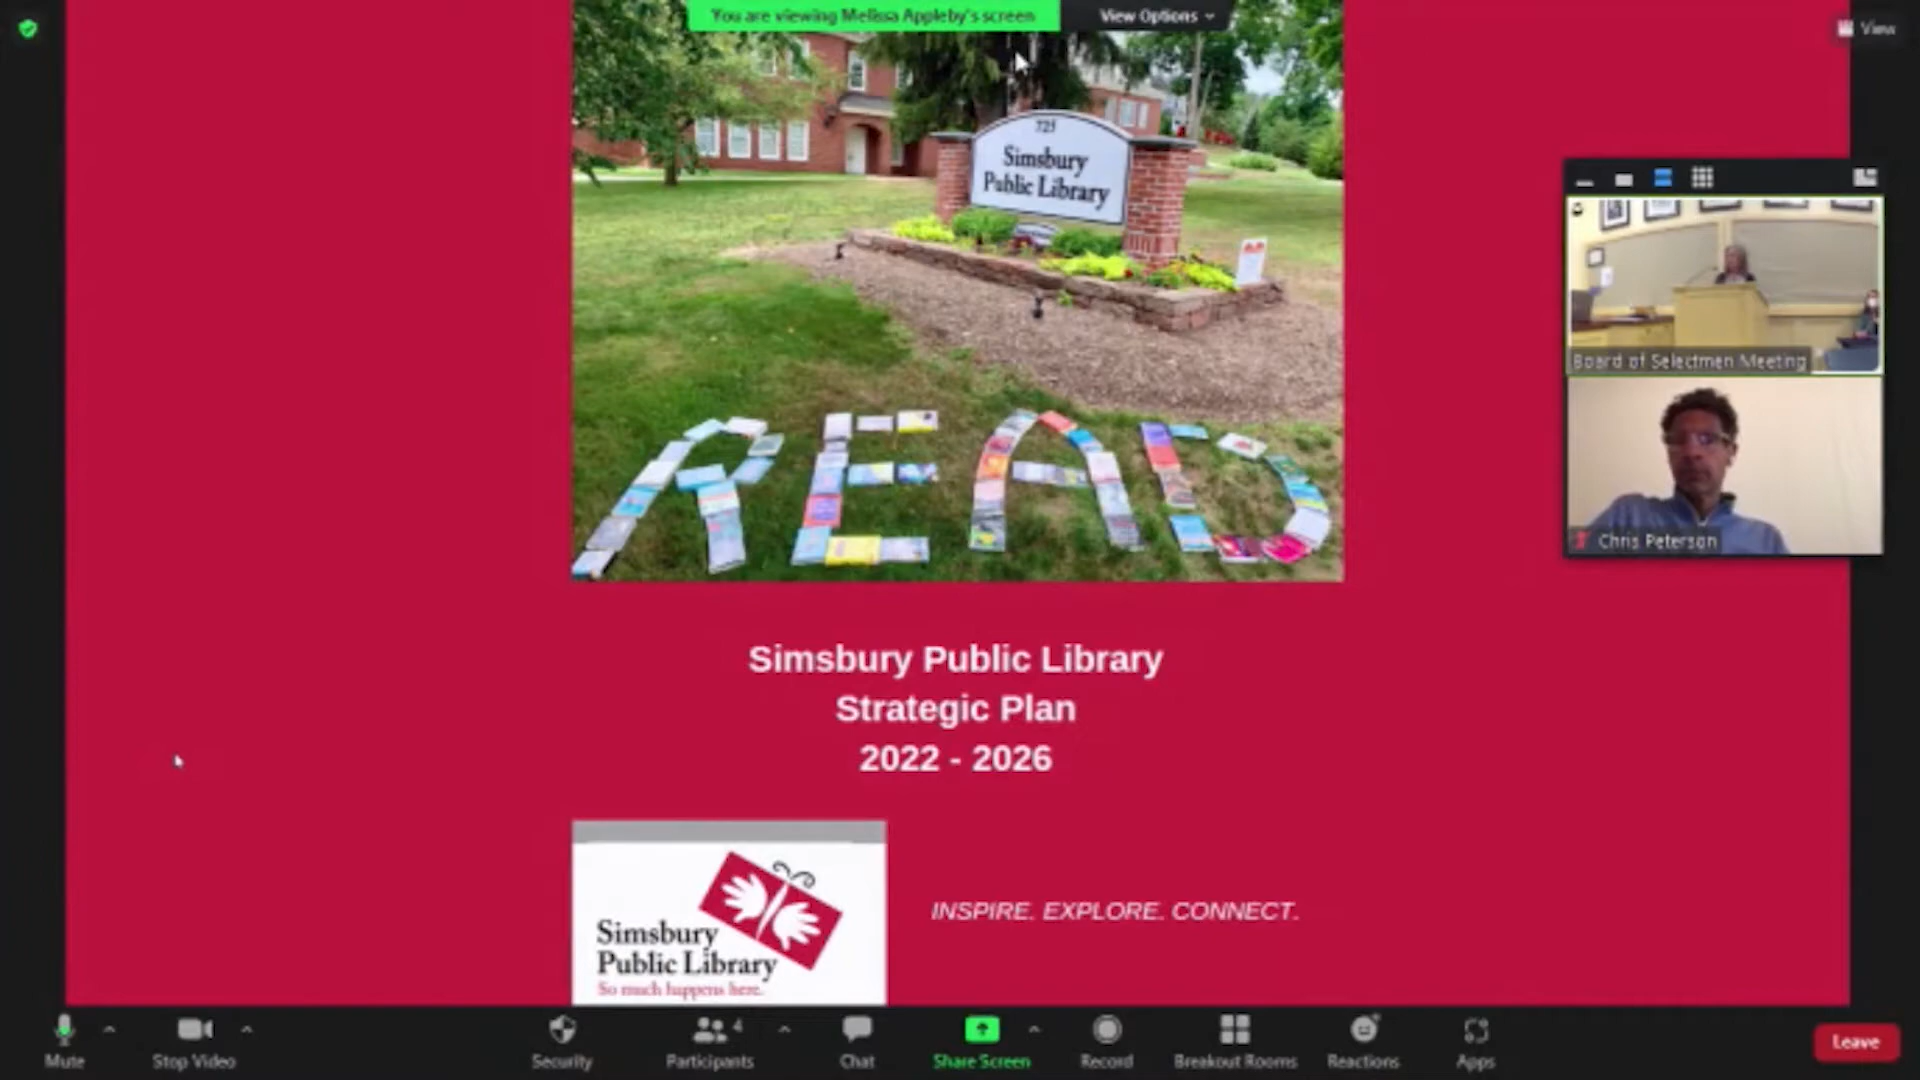 You are viewing Melissa Appleby's screen
View Options
View
725
Simsbury
Public Library
READ
Board of Selectmen Meeting
Chris Peterson
Simsbury Public Library
Strategic Plan
2022 - 2026
Simsbury
Public Library
So much happens here.
INSPIRE. EXPLORE. CONNECT.
Mute
Stop Video
Security
Participants
4
Chat
Share Screen
Record
Breakout Rooms
Reactions
Apps
Leave